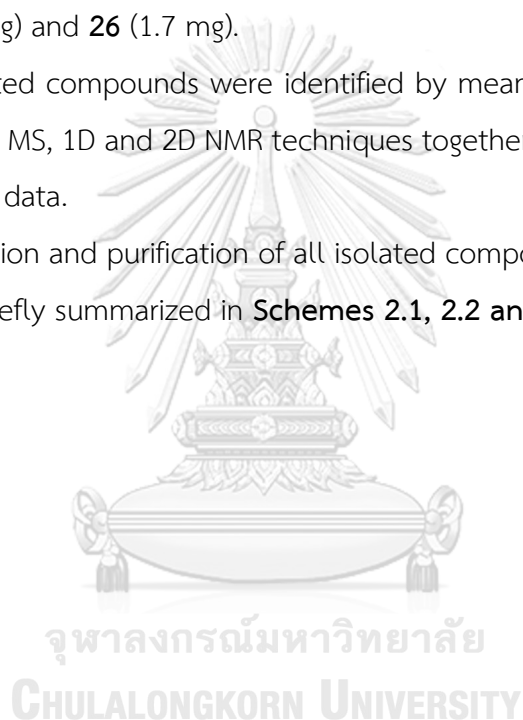 g) and 26 (1.7 mg).
ted compounds were identified by mean
MS, 1D and 2D NMR techniques together
data.
ion and purification of all isolated compo
efly summarized in Schemes 2.1, 2.2 an
จุฬาลงกรณ์มหาวิทยาลัย
CHULALONGKORN UNIVERSITY